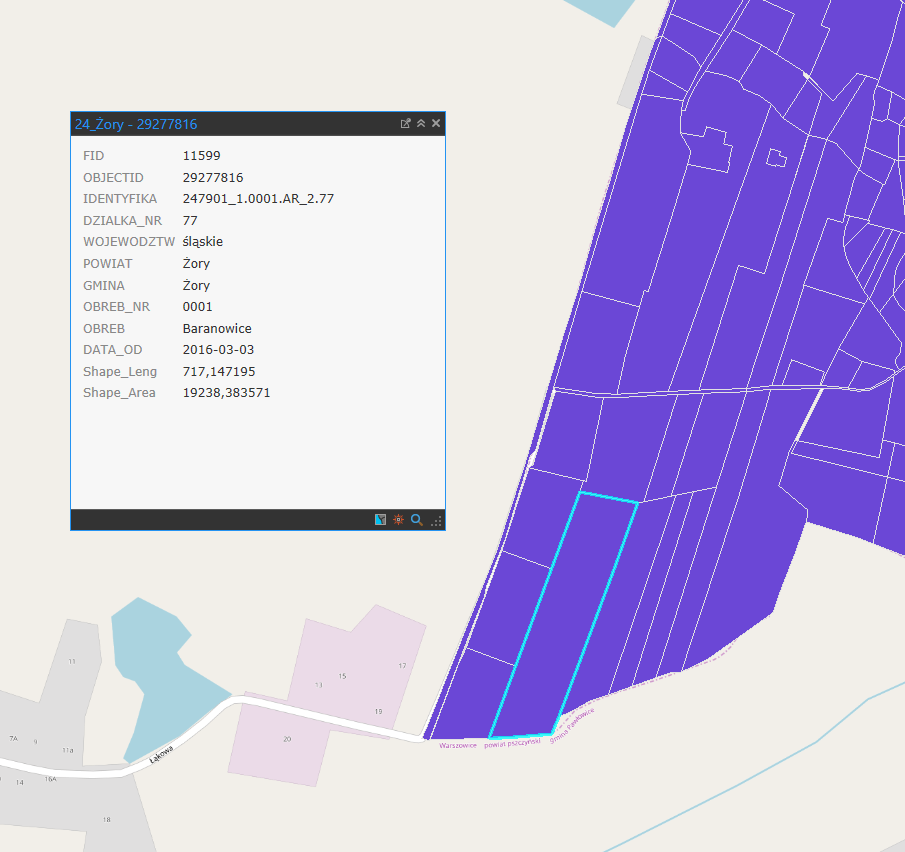 24_Żory - 29277816
FID 11599
OBJECTID 29277816
IDENTYFIKA 247901_1.0001.AR_2.77
DZIALKA_NR 77
WOJEWODZTW śląskie
POWIAT Żory
GMINA Żory
OBREB_NR 0001
OBREB Baranowice
DATA_OD 2016-03-03
Shape_Leng 717,147195
Shape_Area 19238,383571
11
17
15
13
19
20
7A
9
11a
14
16A
18
Łąkowa
Warszowice
powiat pszczyński
gmina Pawłowice